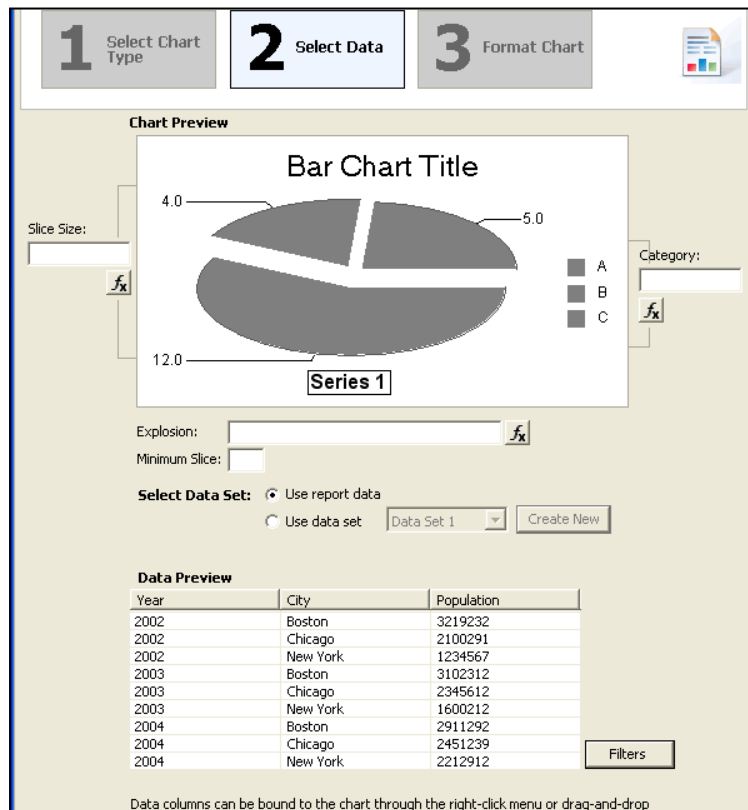 1 Select Chart Type
2 Select Data
3 Format Chart
Chart Preview
Bar Chart Title
4.0
5.0
12.0
A
B
C
Series 1
Slice Size:
fx
Category:
fx
Explosion:
fx
Minimum Slice:
Select Data Set: Use report data
Use data set Data Set 1 Create New
Data Preview
Year City Population
2002 Boston 3219232
2002 Chicago 2100291
2002 New York 1234567
2003 Boston 3102312
2003 Chicago 2345612
2003 New York 1600212
2004 Boston 2911292
2004 Chicago 2451239
2004 New York 2212912
Filters
Data columns can be bound to the chart through the right-click menu or drag-and-drop